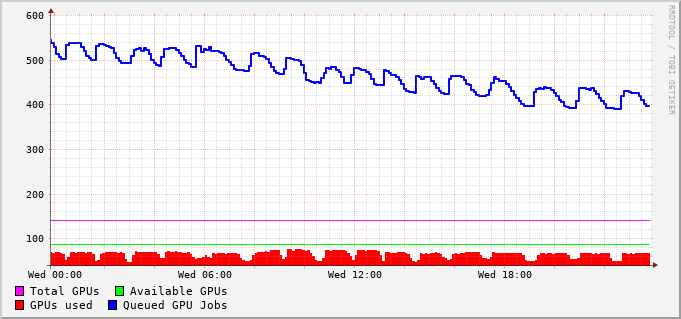 600
500
400
300
200
100
Wed 00:00 Wed 06:00 Wed 12:00 Wed 18:00
Total GPUs Available GPUs
GPUs used Queued GPU Jobs
RRDTOOL / TOBI OETIKER